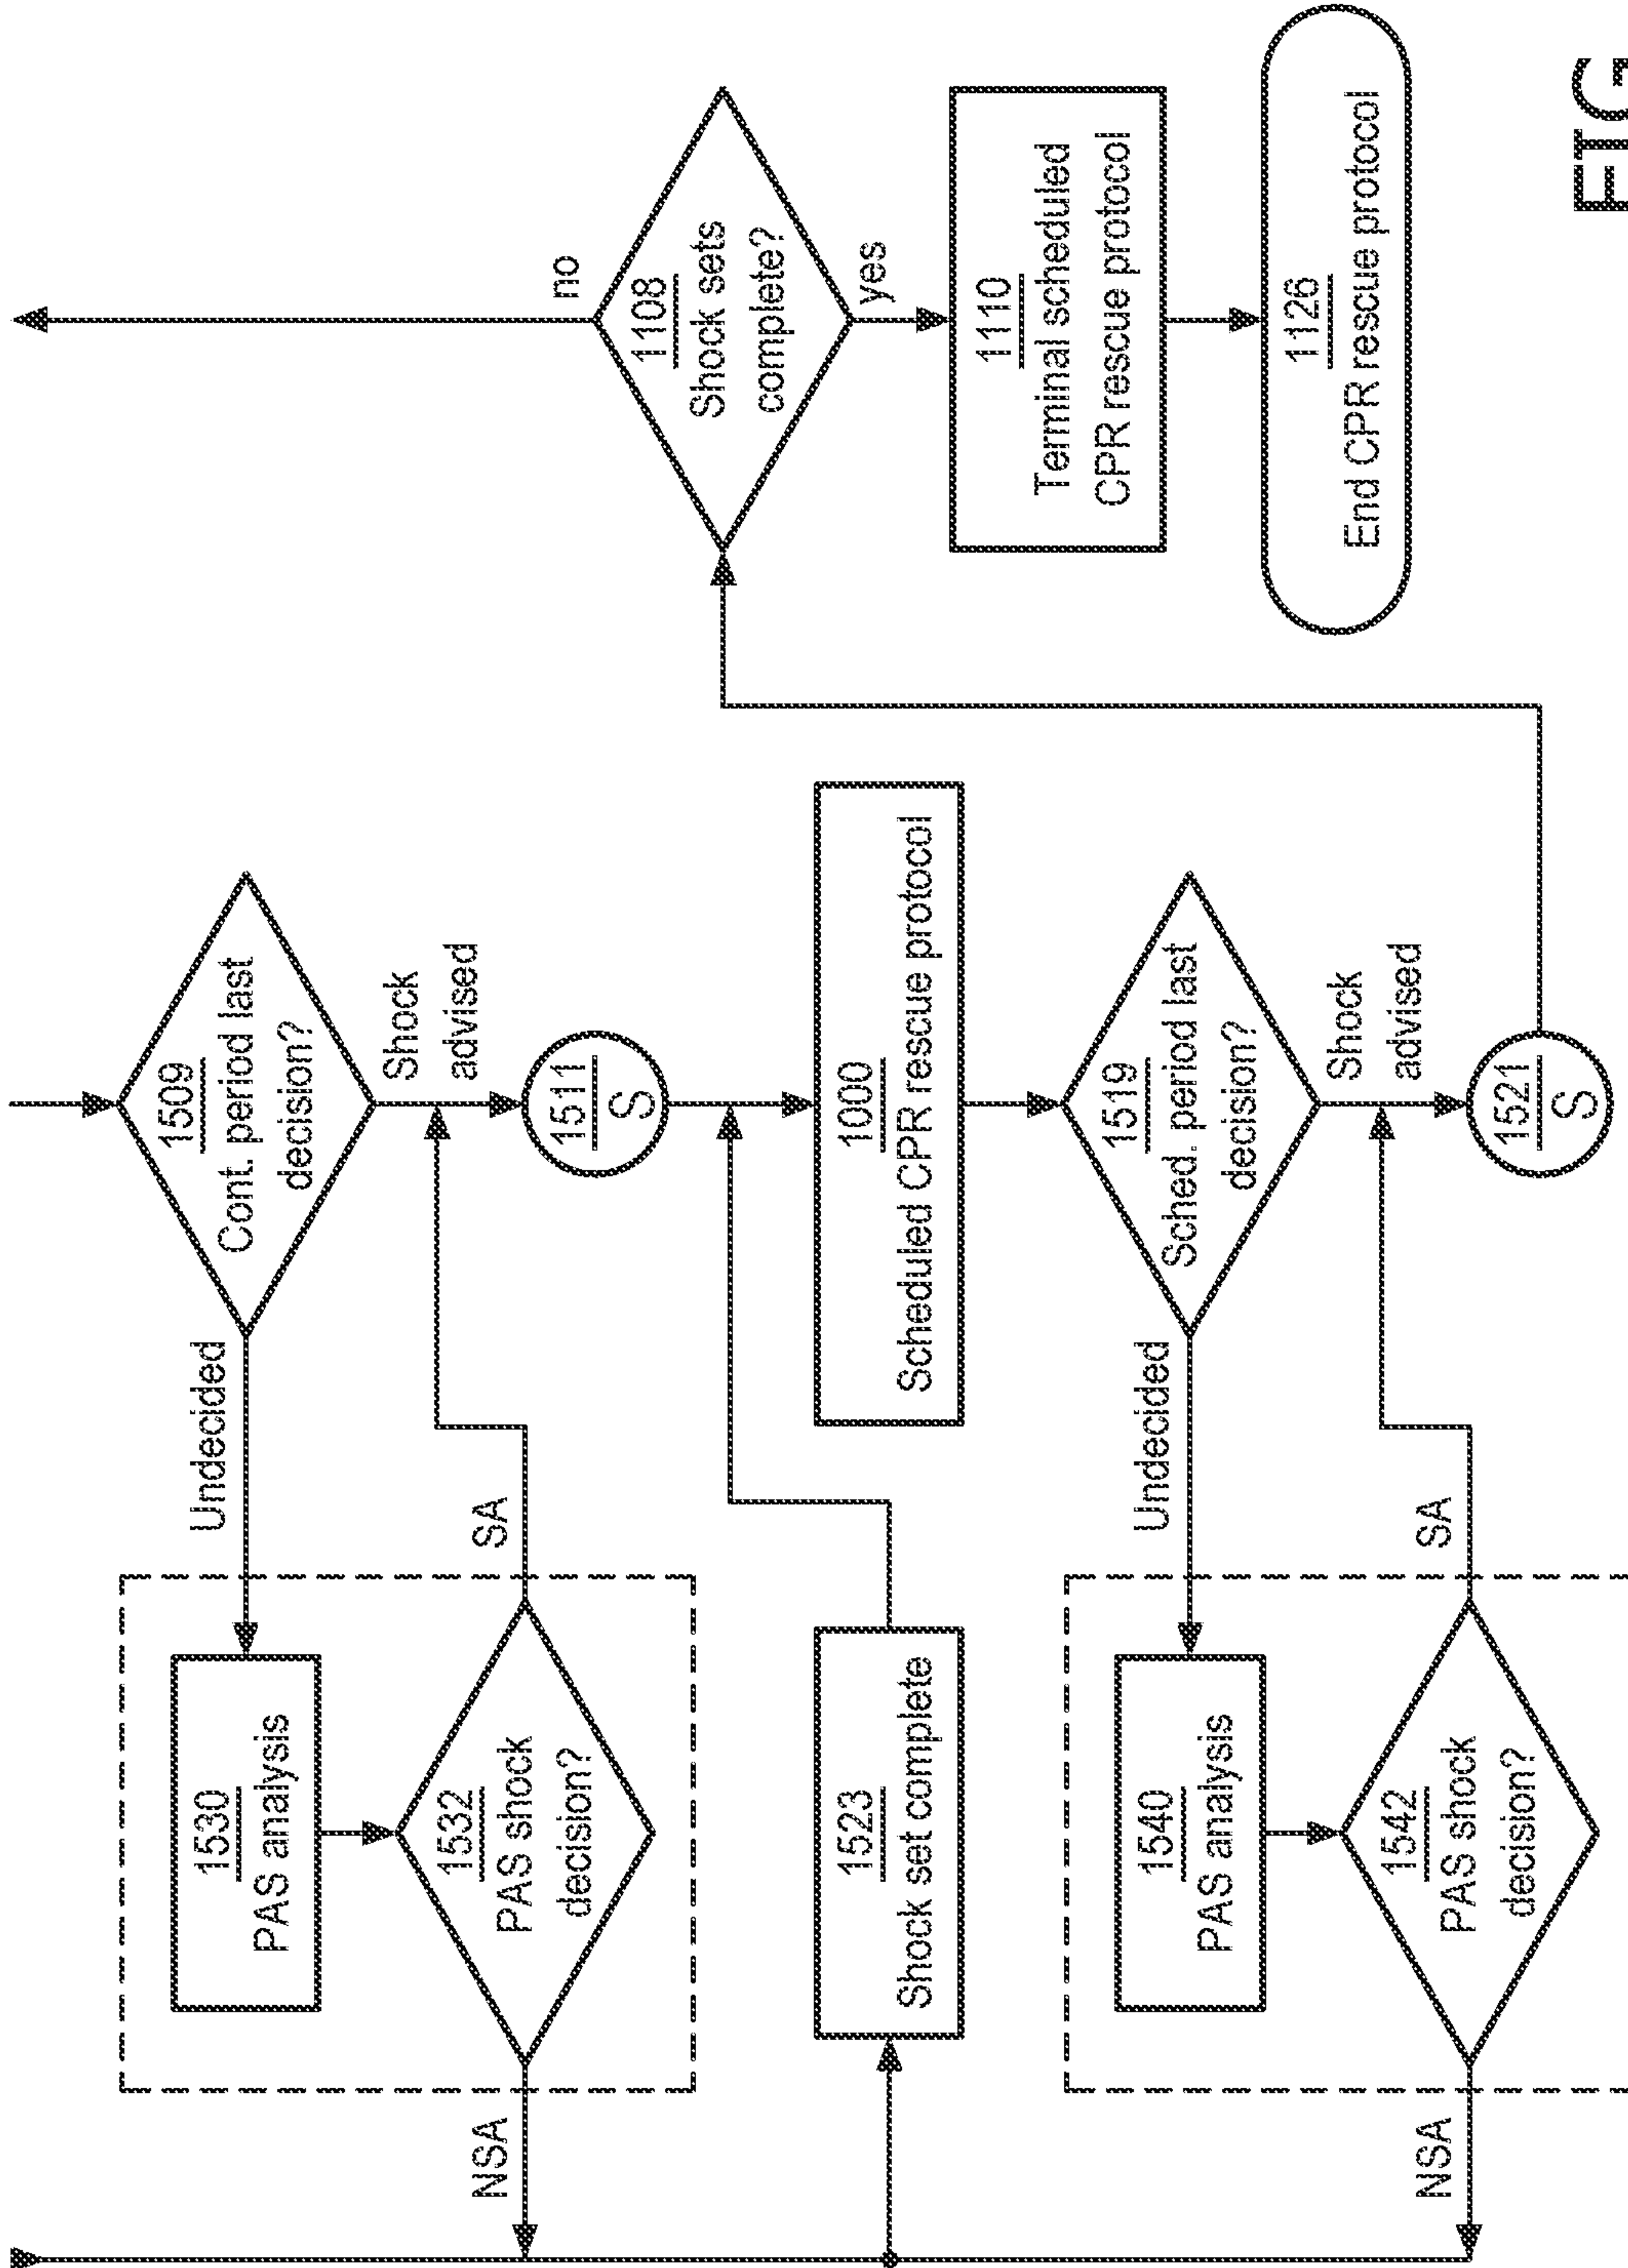 1509
Cont. period last
decision?
Undecided
Shock
advised
1530
PAS analysis
1532
PAS shock
decision?
NSA
SA
1511
S
1523
Shock set complete
1000
Scheduled CPR rescue protocol
1519
Sched. period last
decision?
Undecided
Shock
advised
1540
PAS analysis
1542
PAS shock
decision?
NSA
SA
1521
S
no
1108
Shock sets
complete?
yes
1110
Terminal scheduled
CPR rescue protocol
1126
End CPR rescue protocol
FIG